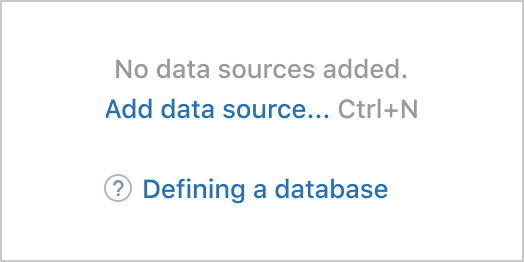 No data sources added.
Add data source... Ctrl+N
? Defining a database